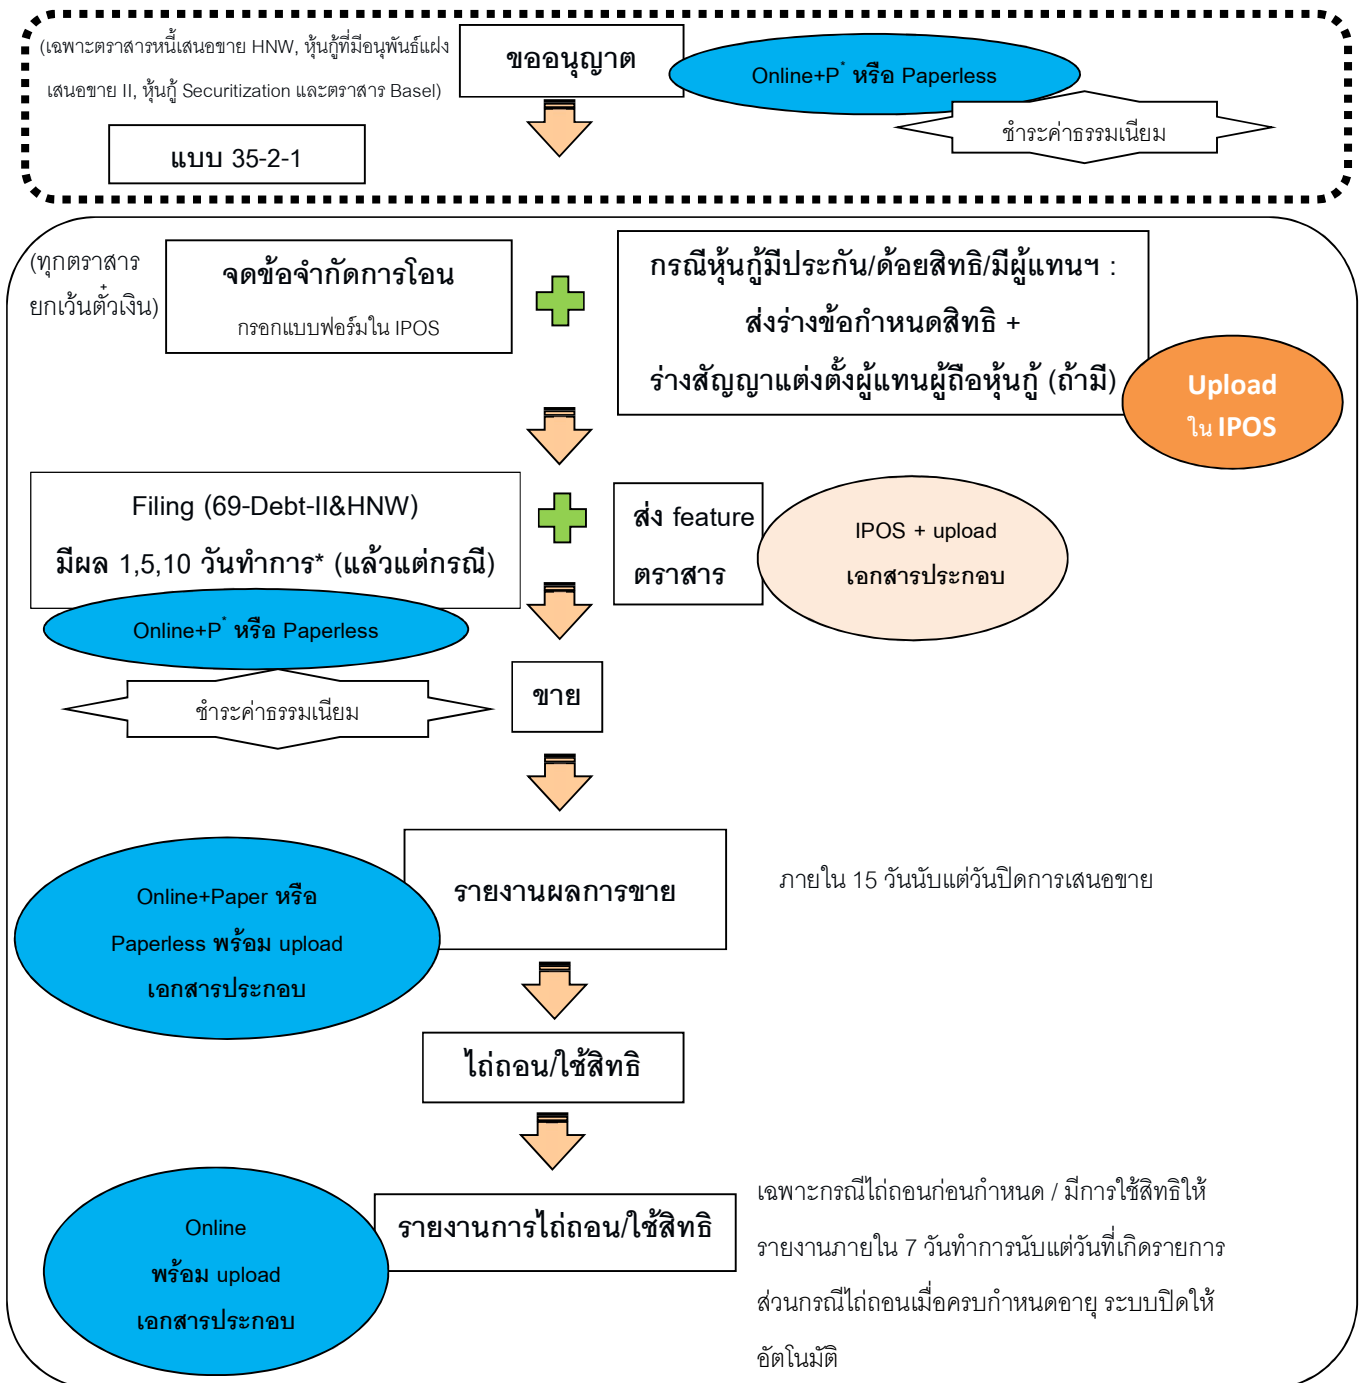 (เฉพาะตราสารหนี้เสนอขาย HNW, หุ้นกู้ที่มีอนุพันธ์แฝง
เสนอขาย II, หุ้นกู้ Securitization และตราสาร Basel)
ขออนุญาต
Online+P* หรือ Paperless
ชำระค่าธรรมเนียม
แบบ 35-2-1
(ทุกตราสาร
ยกเว้นตั๋วเงิน)
จดข้อจำกัดการโอน
กรอกแบบฟอร์มใน IPOS
กรณีหุ้นกู้มีประกัน/ด้อยสิทธิ/มีผู้แทนฯ :
ส่งร่างข้อกำหนดสิทธิ +
ร่างสัญญาแต่งตั้งผู้แทนผู้ถือหุ้นกู้ (ถ้ามี)
Upload
ใน IPOS
Filing (69-Debt-II&HNW)
มีผล 1,5,10 วันทำการ* (แล้วแต่กรณี)
ส่ง feature
ตราสาร
IPOS + upload
เอกสารประกอบ
Online+P* หรือ Paperless
ชำระค่าธรรมเนียม
ขาย
Online+Paper หรือ
Paperless พร้อม upload
เอกสารประกอบ
รายงานผลการขาย
ภายใน 15 วันนับแต่วันปิดการเสนอขาย
ไถ่ถอน/ใช้สิทธิ
Online
พร้อม upload
เอกสารประกอบ
รายงานการไถ่ถอน/ใช้สิทธิ
เฉพาะกรณีไถ่ถอนก่อนกำหนด / มีการใช้สิทธิให้
รายงานภายใน 7 วันทำการนับแต่วันที่เกิดรายการ
ส่วนกรณีไถ่ถอนเมื่อครบกำหนดอายุ ระบบปิดให้
อัตโนมัติ